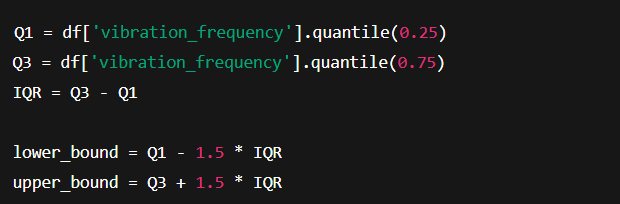 Q1 = df['vibration_frequency'].quantile(0.25)
Q3 = df['vibration_frequency'].quantile(0.75)
IQR = Q3 - Q1
lower_bound = Q1 - 1.5 * IQR
upper_bound = Q3 + 1.5 * IQR